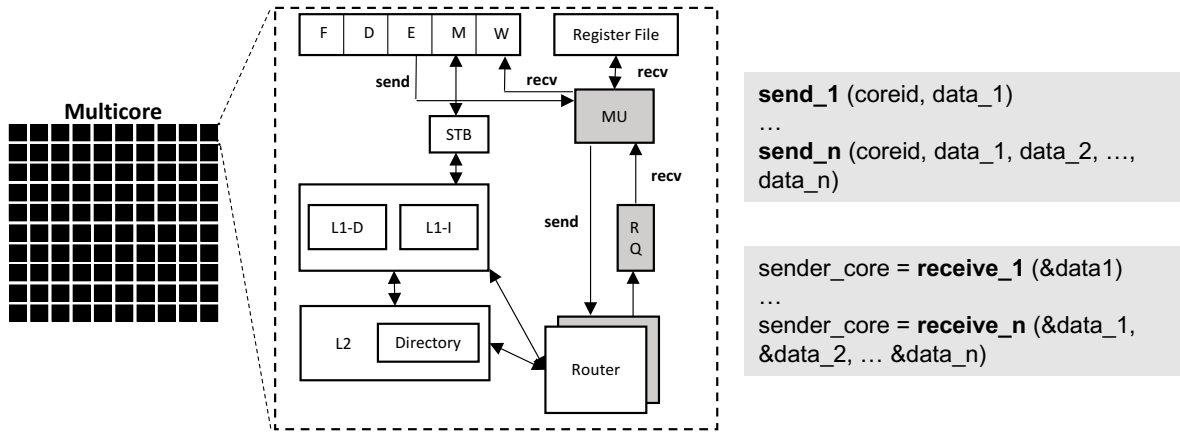 Multicore
F D E M W
Register File
send
recv
recv
MU
STB
recv
send
L1-D
L1-I
R
Q
L2
Directory
Router
send_1 (coreid, data_1)
…
send_n (coreid, data_1, data_2, …,
data_n)
sender_core = receive_1 (&data1)
…
sender_core = receive_n (&data_1,
&data_2, … &data_n)